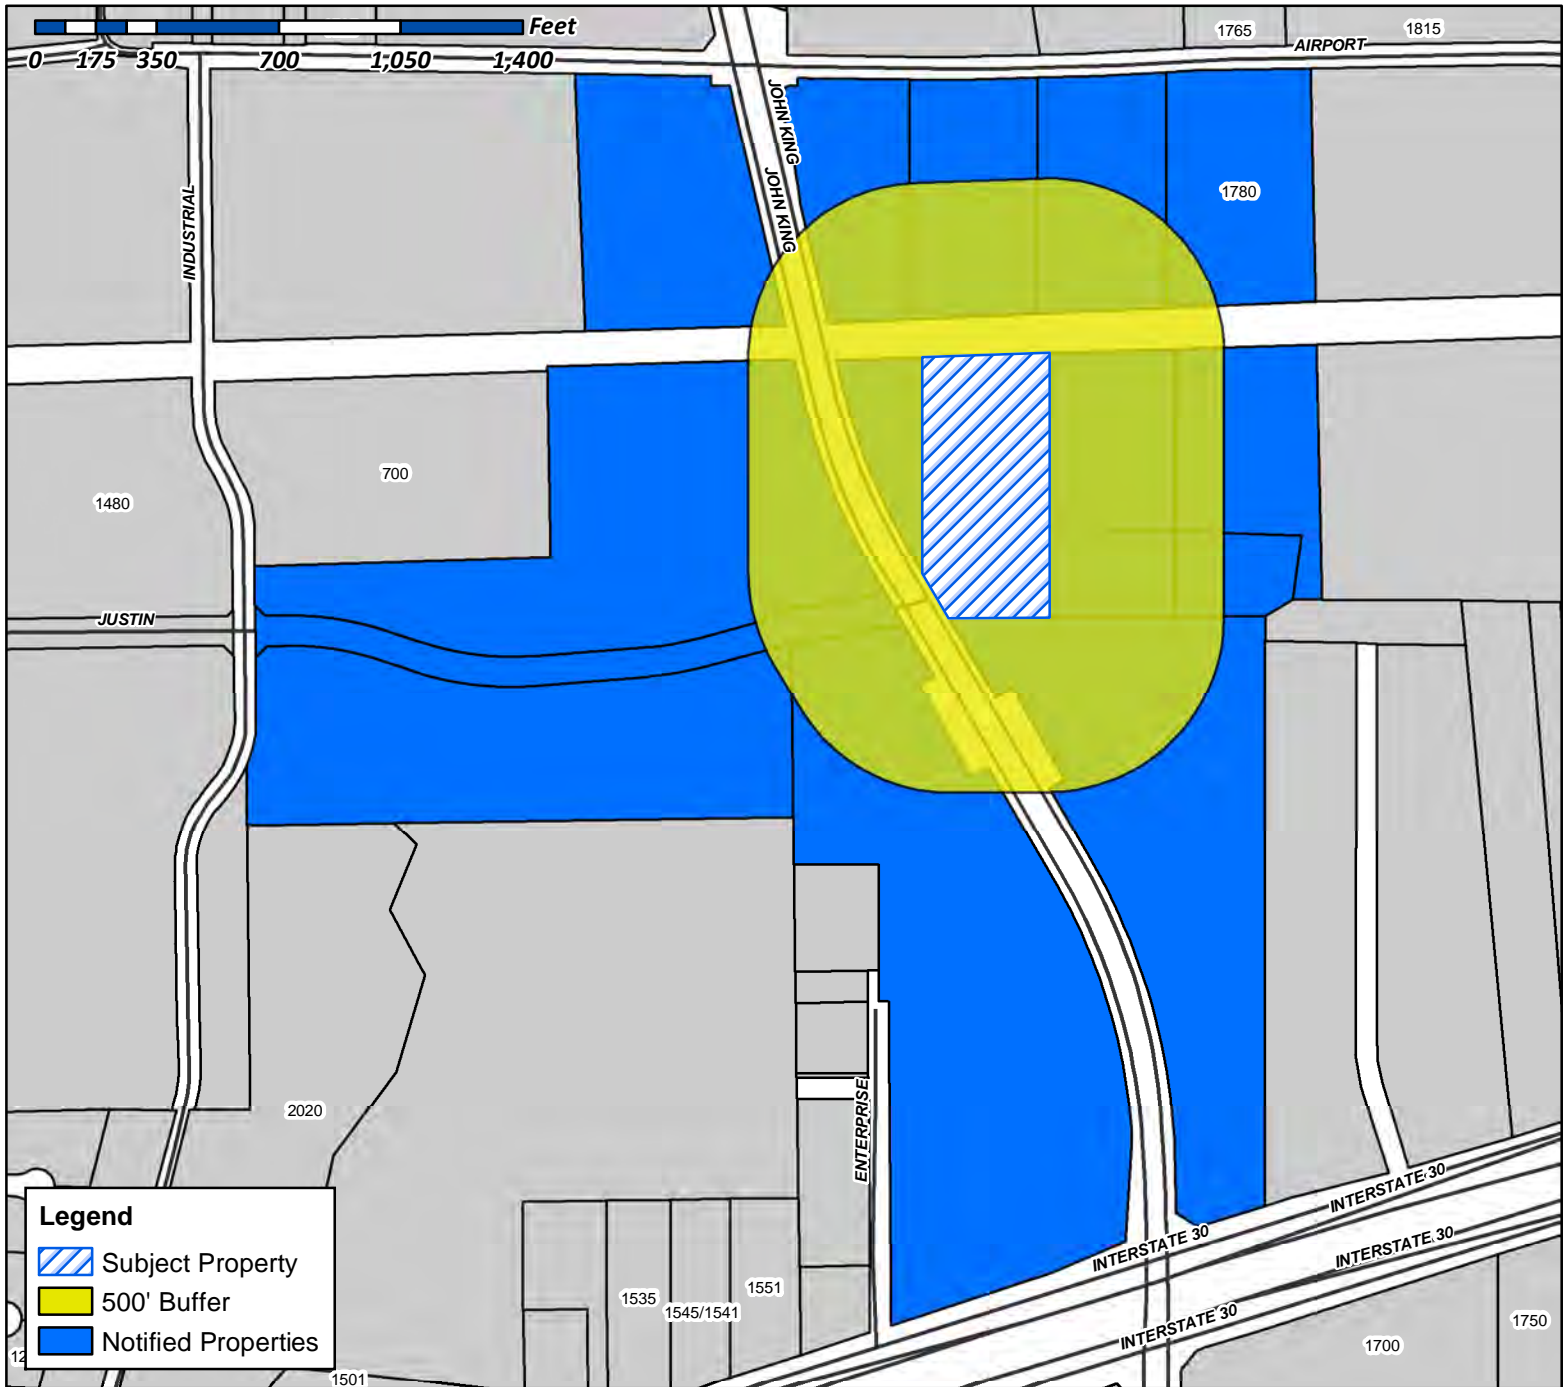 Feet
0 175 350 700 1,050 1,400
1765
1815
AIRPORT
JOHN KING
JOHN KING
INDUSTRIAL
1780
700
1480
JUSTIN
2020
ENTERPRISE
INTERSTATE 30
INTERSTATE 30
INTERSTATE 30
INTERSTATE 30
1535
1545/1541
1551
1750
1700
1501
Legend
Subject Property
500' Buffer
Notified Properties